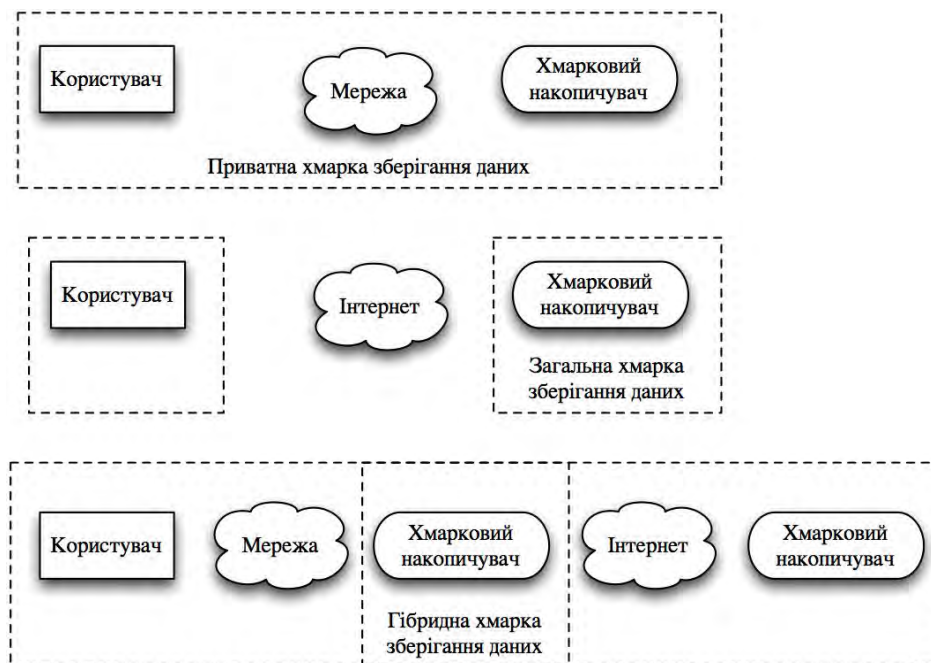 Користувач
Мережа
Хмарковий
накопичувач
Приватна хмарка зберігання даних
Користувач
Інтернет
Хмарковий
накопичувач
Загальна хмарка
зберігання даних
Користувач
Мережа
Хмарковий
накопичувач
Інтернет
Хмарковий
накопичувач
Гібридна хмарка
зберігання даних